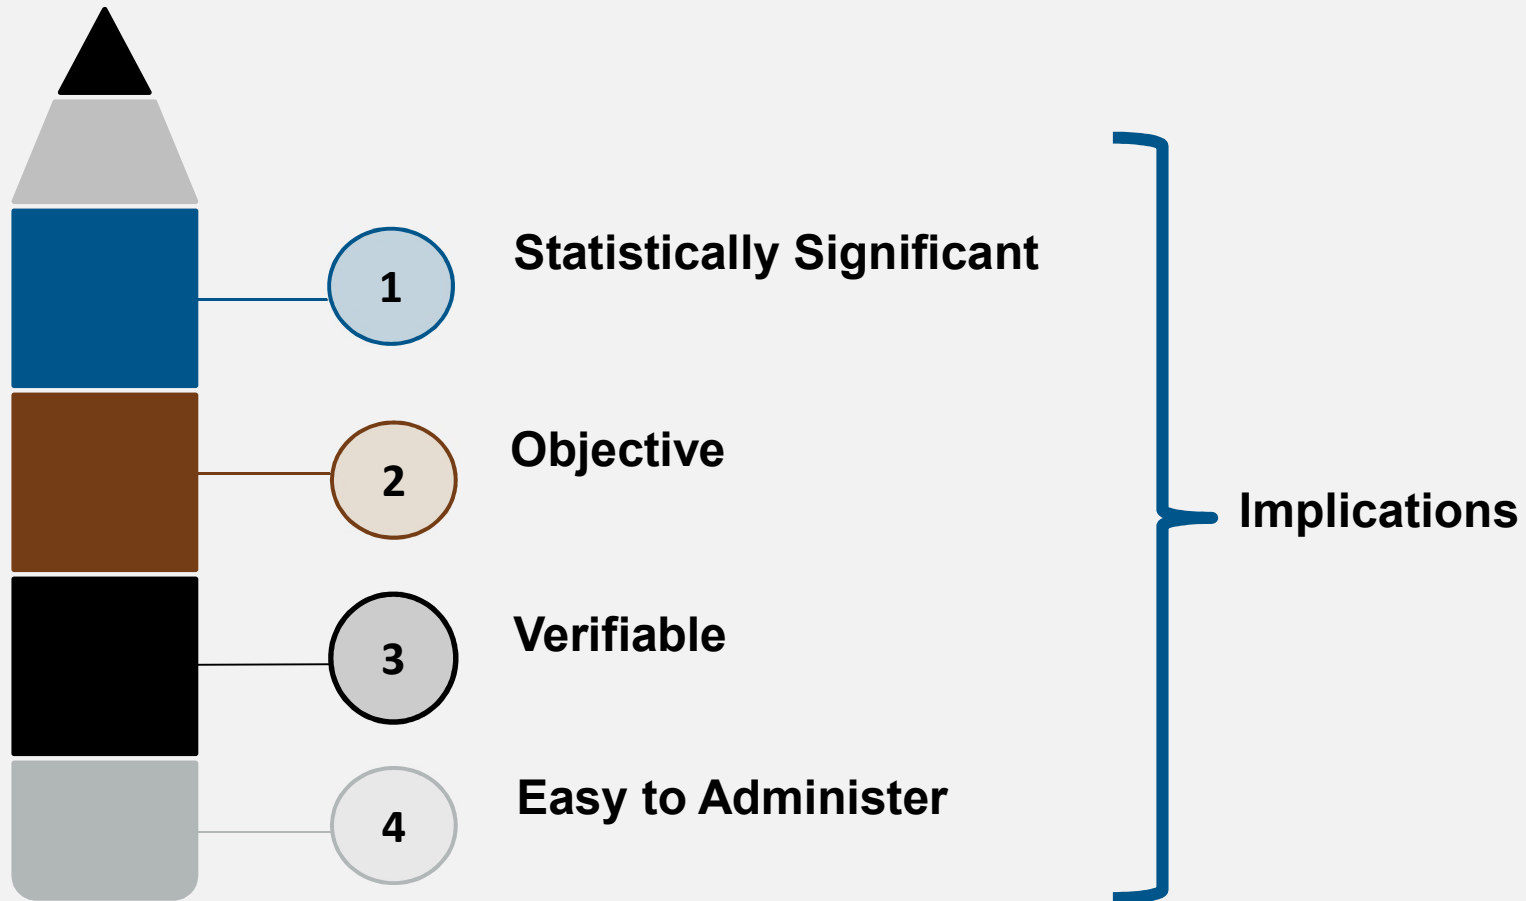 1
Statistically Significant
2
Objective
3
Verifiable
4
Easy to Administer
Implications